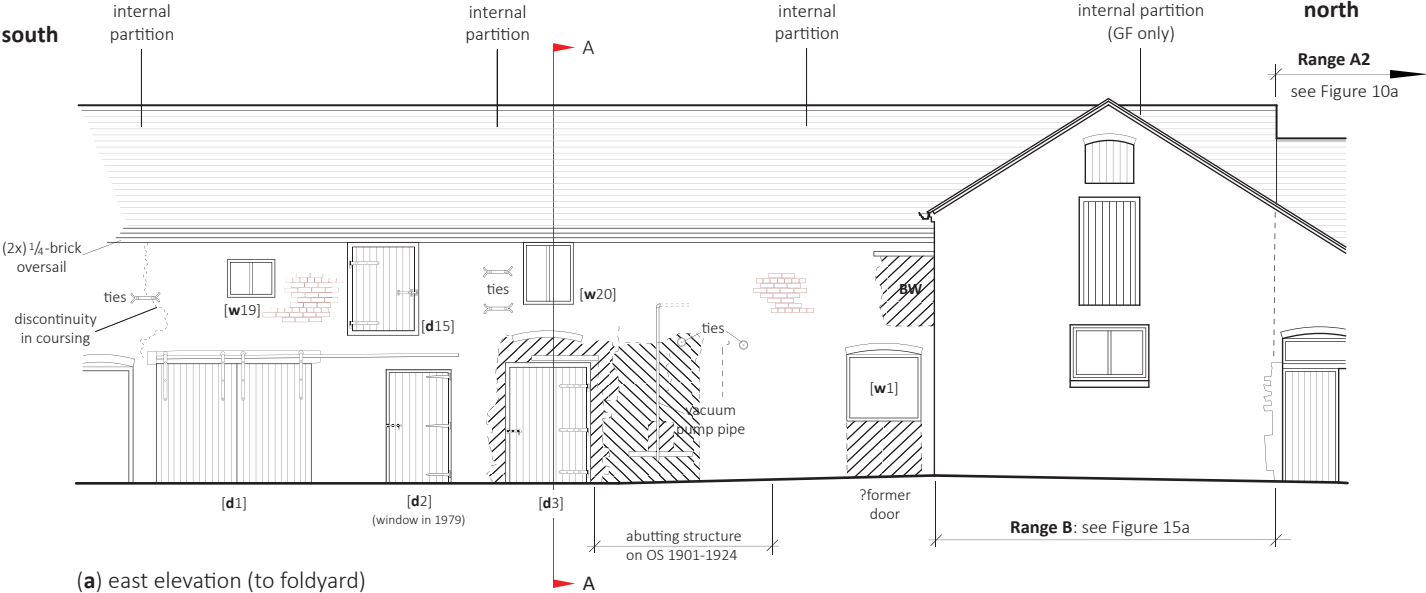 south
internal
partition
internal
partition
A
internal
partition
internal partition
(GF only)
north
Range A2
see Figure 10a
(2x) 1/4-brick
oversail
ties
discontinuity
in coursing
[w19]
[d15]
ties
[w20]
BW
ties
[w1]
vacuum
pump pipe
[d1]
[d2]
(window in 1979)
[d3]
?former
door
abutting structure
on OS 1901-1924
Range B: see Figure 15a
(a) east elevation (to foldyard)
A